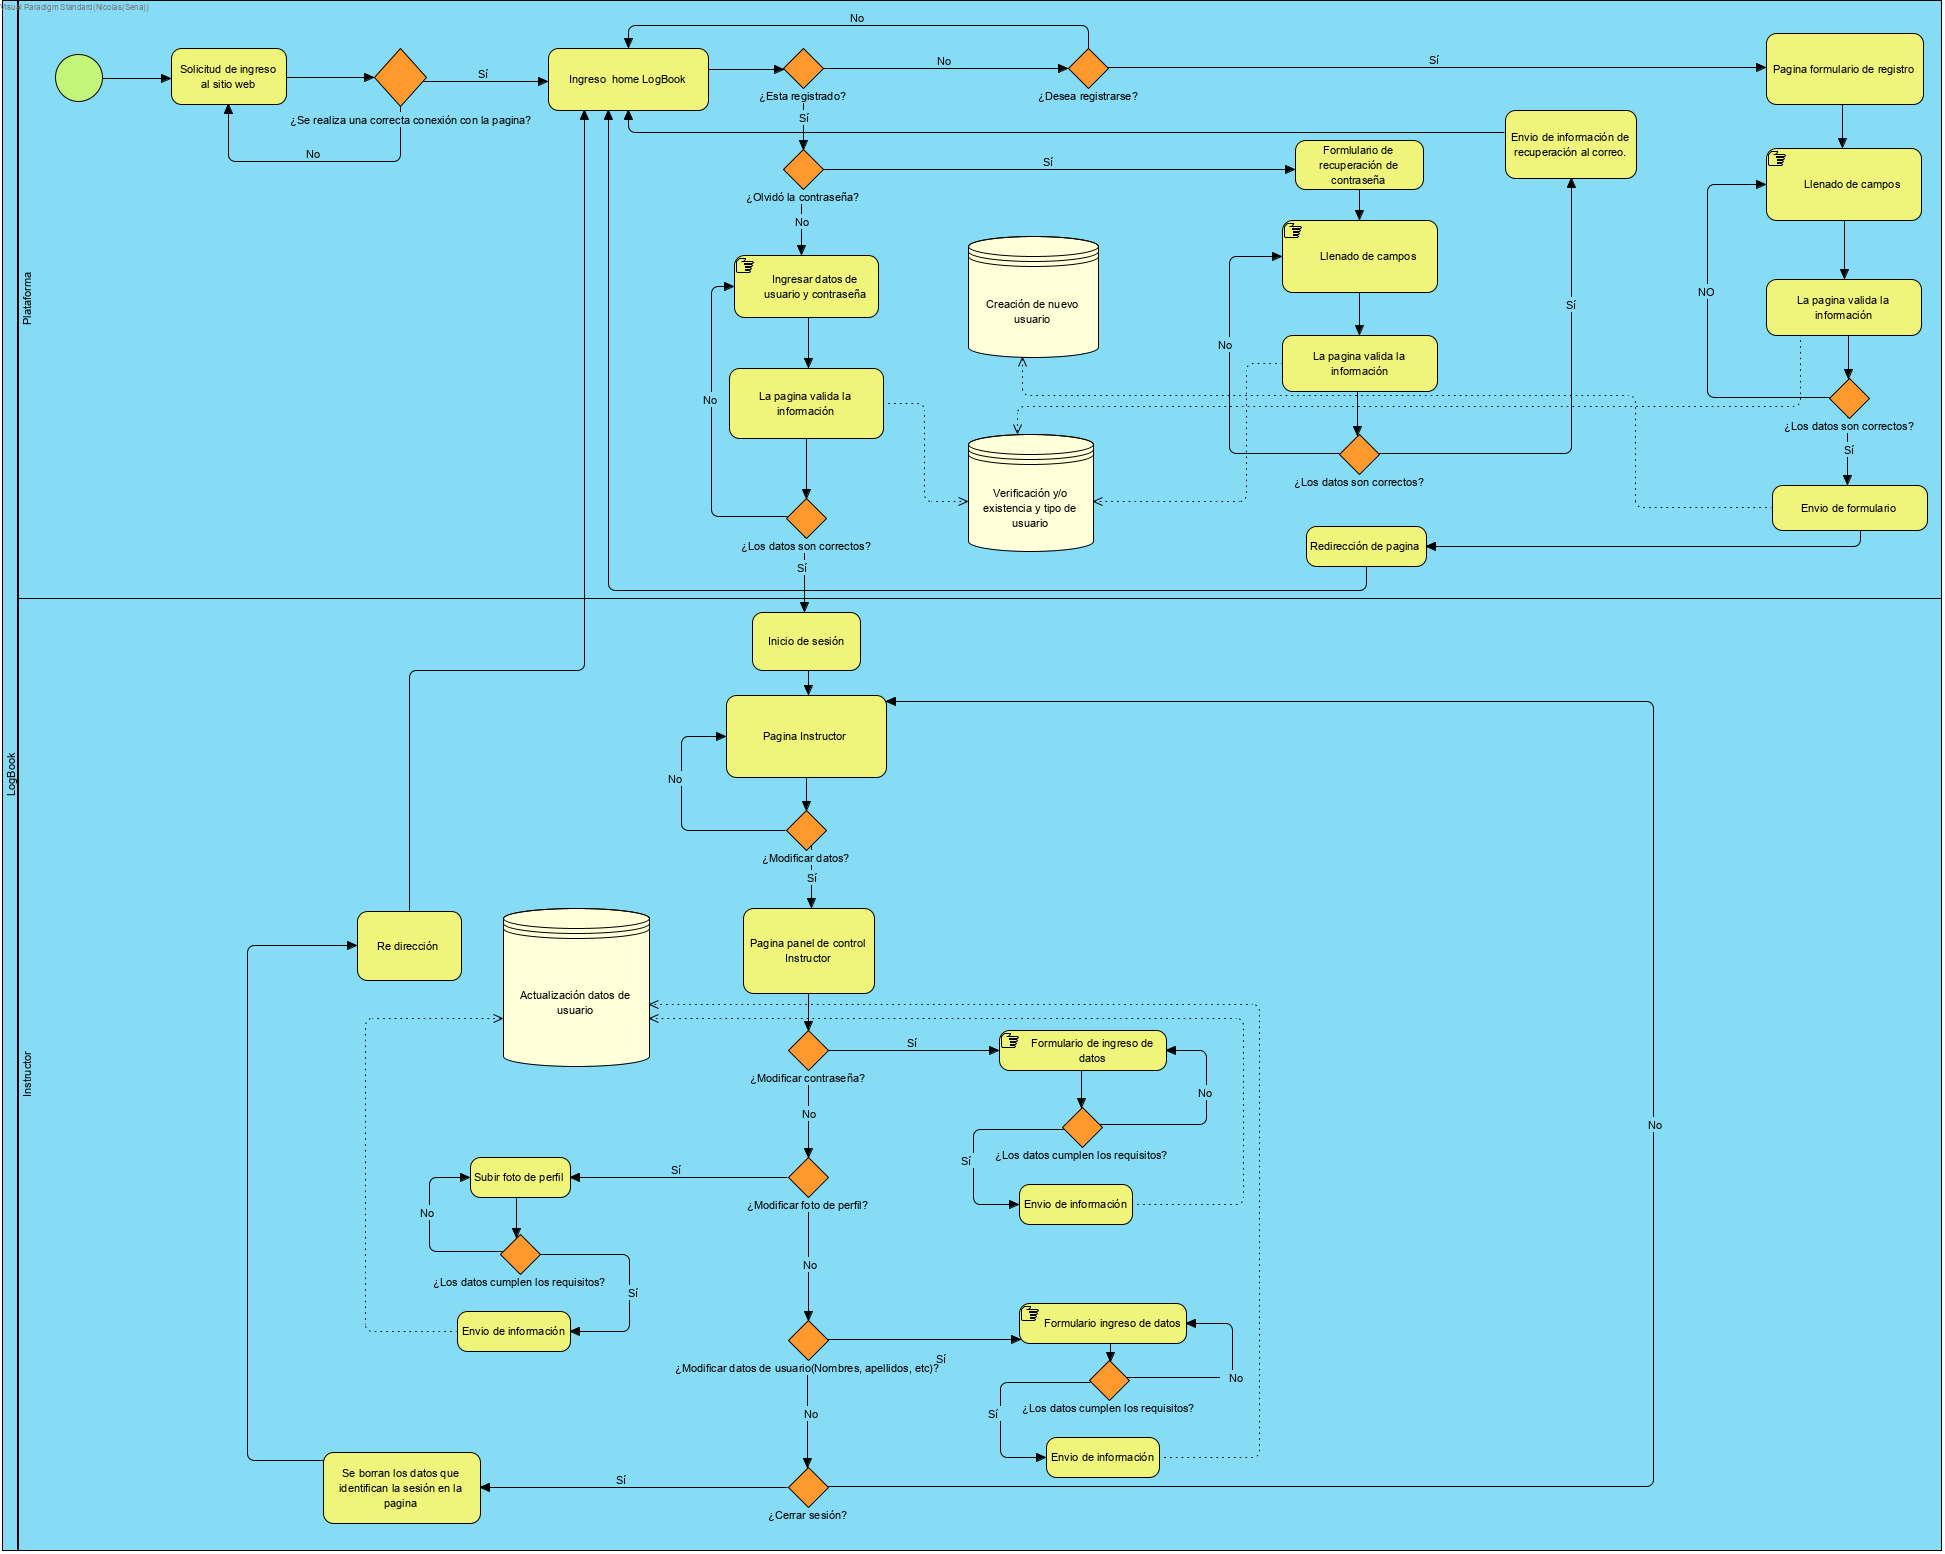 Visual Paradigm Standard(Nicolas(Sena))
LogBook
Plataforma
Solicitud de ingreso
al sitio web
¿Se realiza una correcta conexión con la pagina?
No
Sí
Ingreso  home LogBook
No
¿Esta registrado?
No
Sí
¿Desea registrarse?
Sí
Pagina formulario de registro
Envio de información de
recuperación al correo.
¿Olvidó la contraseña?
Sí
No
Formlulario de
recuperación de
contraseña
Llenado de campos
Llenado de campos
Ingresar datos de
usuario y contraseña
Creación de nuevo
usuario
No
Sí
NO
La pagina valida la
información
La pagina valida la
información
La pagina valida la
información
No
¿Los datos son correctos?
Sí
¿Los datos son correctos?
Verificación y/o
existencia y tipo de
usuario
Envio de formulario
¿Los datos son correctos?
Sí
Redirección de pagina
Instructor
Inicio de sesión
Pagina Instructor
No
¿Modificar datos?
Sí
Re dirección
Actualización datos de
usuario
Pagina panel de control
Instructor
¿Modificar contraseña?
Sí
No
Formulario de ingreso de
datos
No
¿Los datos cumplen los requisitos?
Sí
Envio de información
No
Subir foto de perfil
Sí
¿Modificar foto de perfil?
No
No
¿Los datos cumplen los requisitos?
Sí
Envio de información
¿Modificar datos de usuario(Nombres, apellidos, etc)?
Sí
No
Formulario ingreso de datos
No
¿Los datos cumplen los requisitos?
Sí
Envio de información
Se borran los datos que
identifican la sesión en la
pagina
Sí
¿Cerrar sesión?